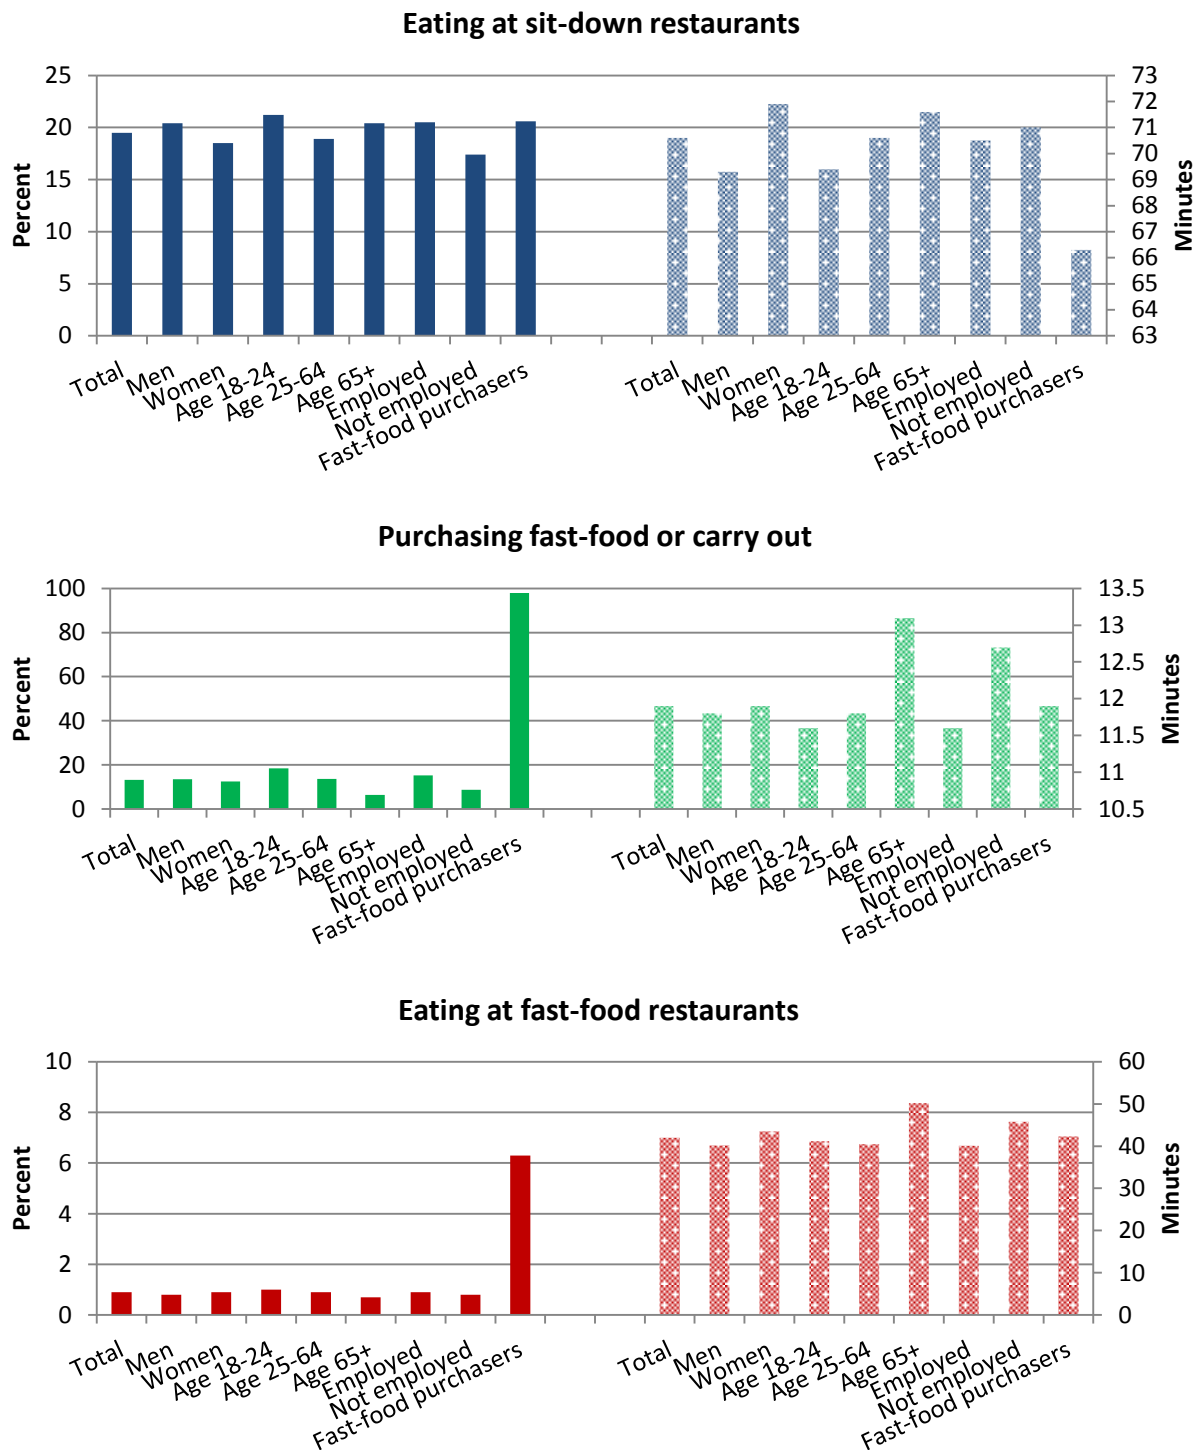 Eating at sit-down restaurants
25
20
15
10
5
0
Percent
73
72
71
70
69
68
67
66
65
64
63
Minutes
Total
Men
Women
Age 18-24
Age 25-64
Age 65+
Employed
Not employed
Fast-food purchasers
Total
Men
Women
Age 18-24
Age 25-64
Age 65+
Employed
Not employed
Fast-food purchasers
Purchasing fast-food or carry out
100
80
60
40
20
0
Percent
13.5
13
12.5
12
11.5
11
10.5
Minutes
Total
Men
Women
Age 18-24
Age 25-64
Age 65+
Employed
Not employed
Fast-food purchasers
Total
Men
Women
Age 18-24
Age 25-64
Age 65+
Employed
Not employed
Fast-food purchasers
Eating at fast-food restaurants
10
8
6
4
2
0
Percent
60
50
40
30
20
10
0
Minutes
Total
Men
Women
Age 18-24
Age 25-64
Age 65+
Employed
Not employed
Fast-food purchasers
Total
Men
Women
Age 18-24
Age 25-64
Age 65+
Employed
Not employed
Fast-food purchasers